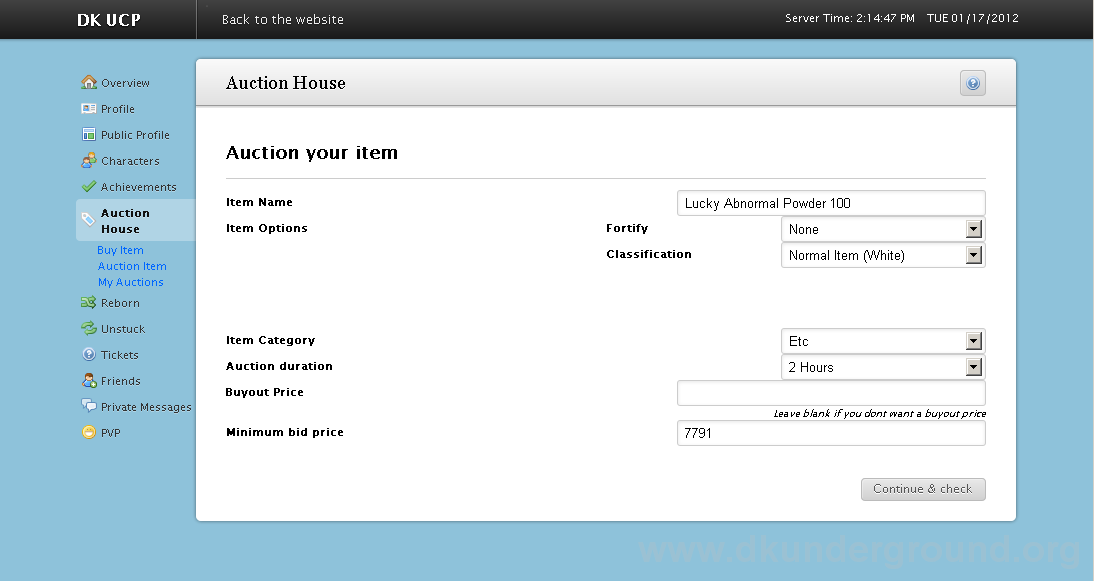 DK UCP
Back to the website
Server Time: 2:14:47 PM TUE 01/17/2012
Overview
Profile
Public Profile
Characters
Achievements
Auction
House
Buy Item
Auction Item
My Auctions
Reborn
Unstuck
Tickets
Friends
Private Messages
PVP
Auction House
Auction your item
Item Name
Lucky Abnormal Powder 100
Item Options
Fortify
None
Classification
Normal Item (White)
Item Category
Etc
Auction duration
2 Hours
Buyout Price
Leave blank if you dont want a buyout price
Minimum bid price
7791
Continue & check
www.dkunderground.org